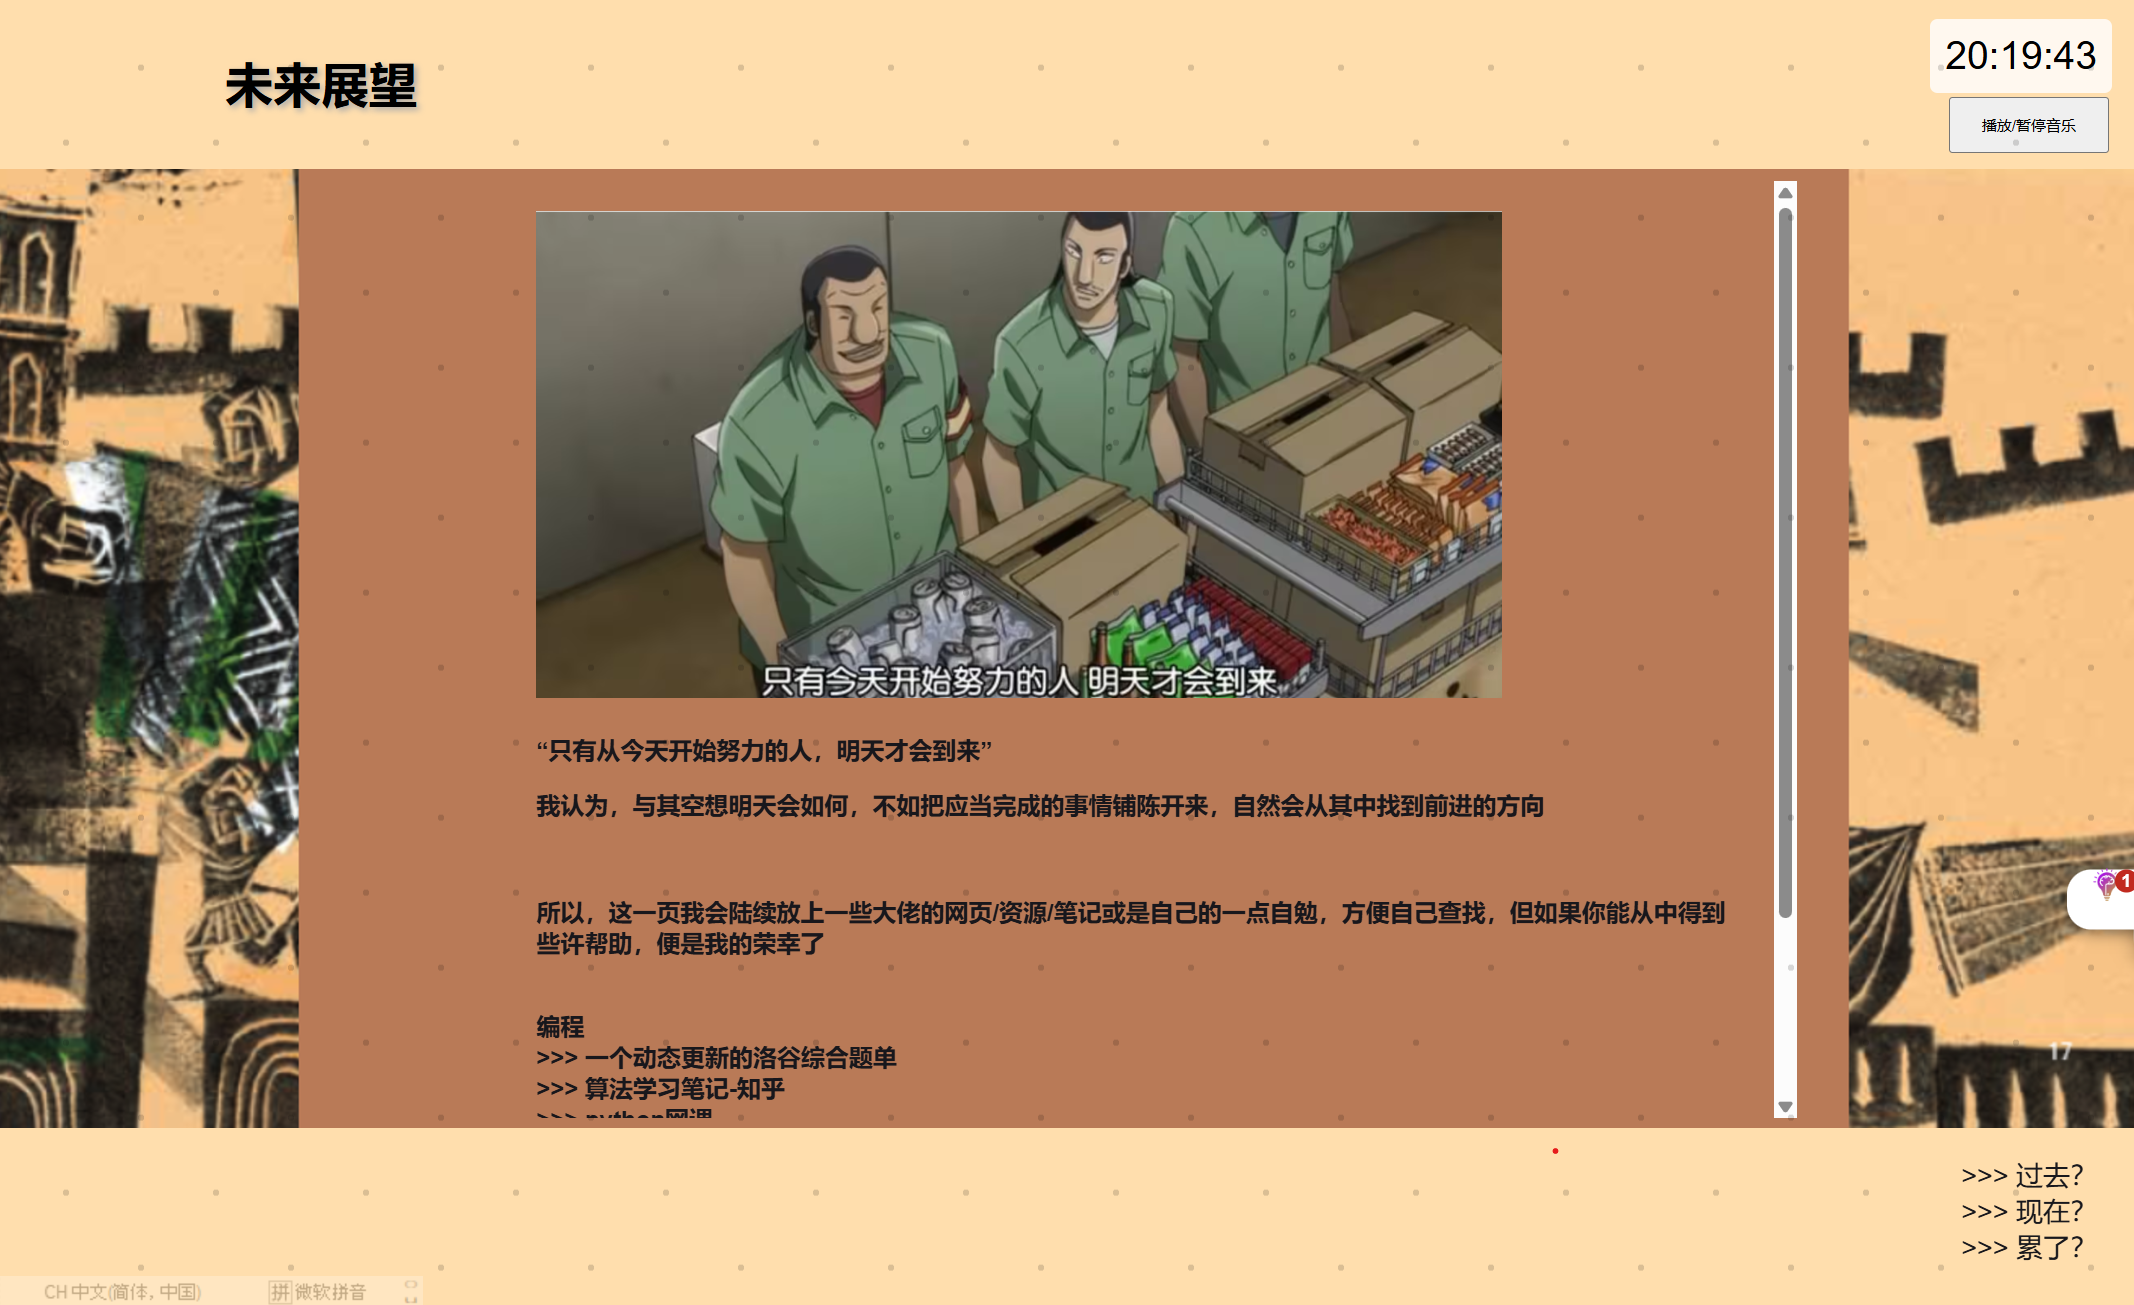 未来展望
20:19:43
播放/暂停音乐
只有今天开始努力的人 明天才会到来
“只有从今天开始努力的人，明天才会到来”
我认为，与其空想明天会如何，不如把应当完成的事情铺陈开来，自然会从其中找到前进的方向
所以，这一页我会陆续放上一些大佬的网页/资源/笔记或是自己的一点自勉，方便自己查找，但如果你能从中得到
些许帮助，便是我的荣幸了
编程
>>> 一个动态更新的洛谷综合题单
>>> 算法学习笔记-知乎
>>> python网课
1
17
>>> 过去？
>>> 现在？
>>> 累了？
CH 中文(简体，中国)
拼 微软拼音